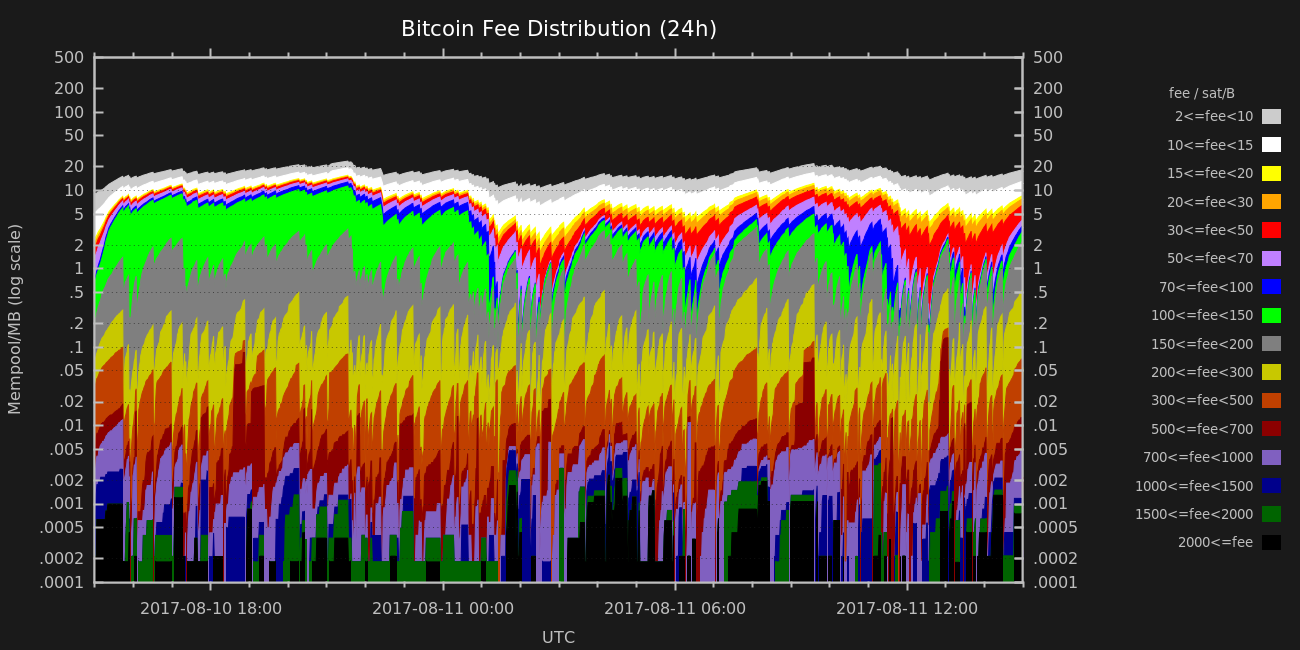 Bitcoin Fee Distribution (24h)
500
200
100
50
20
10
5
2
1
.5
.2
.1
.05
.02
.01
.005
.002
.001
.0005
.0002
.0001
Mempool/MB (log scale)
500
200
100
50
20
10
5
2
1
.5
.2
.1
.05
.02
.01
.005
.002
.001
.0005
.0002
.0001
2017-08-10 18:00
2017-08-11 00:00
2017-08-11 06:00
2017-08-11 12:00
UTC
fee / sat/B
2<=fee<10
10<=fee<15
15<=fee<20
20<=fee<30
30<=fee<50
50<=fee<70
70<=fee<100
100<=fee<150
150<=fee<200
200<=fee<300
300<=fee<500
500<=fee<700
700<=fee<1000
1000<=fee<1500
1500<=fee<2000
2000<=fee